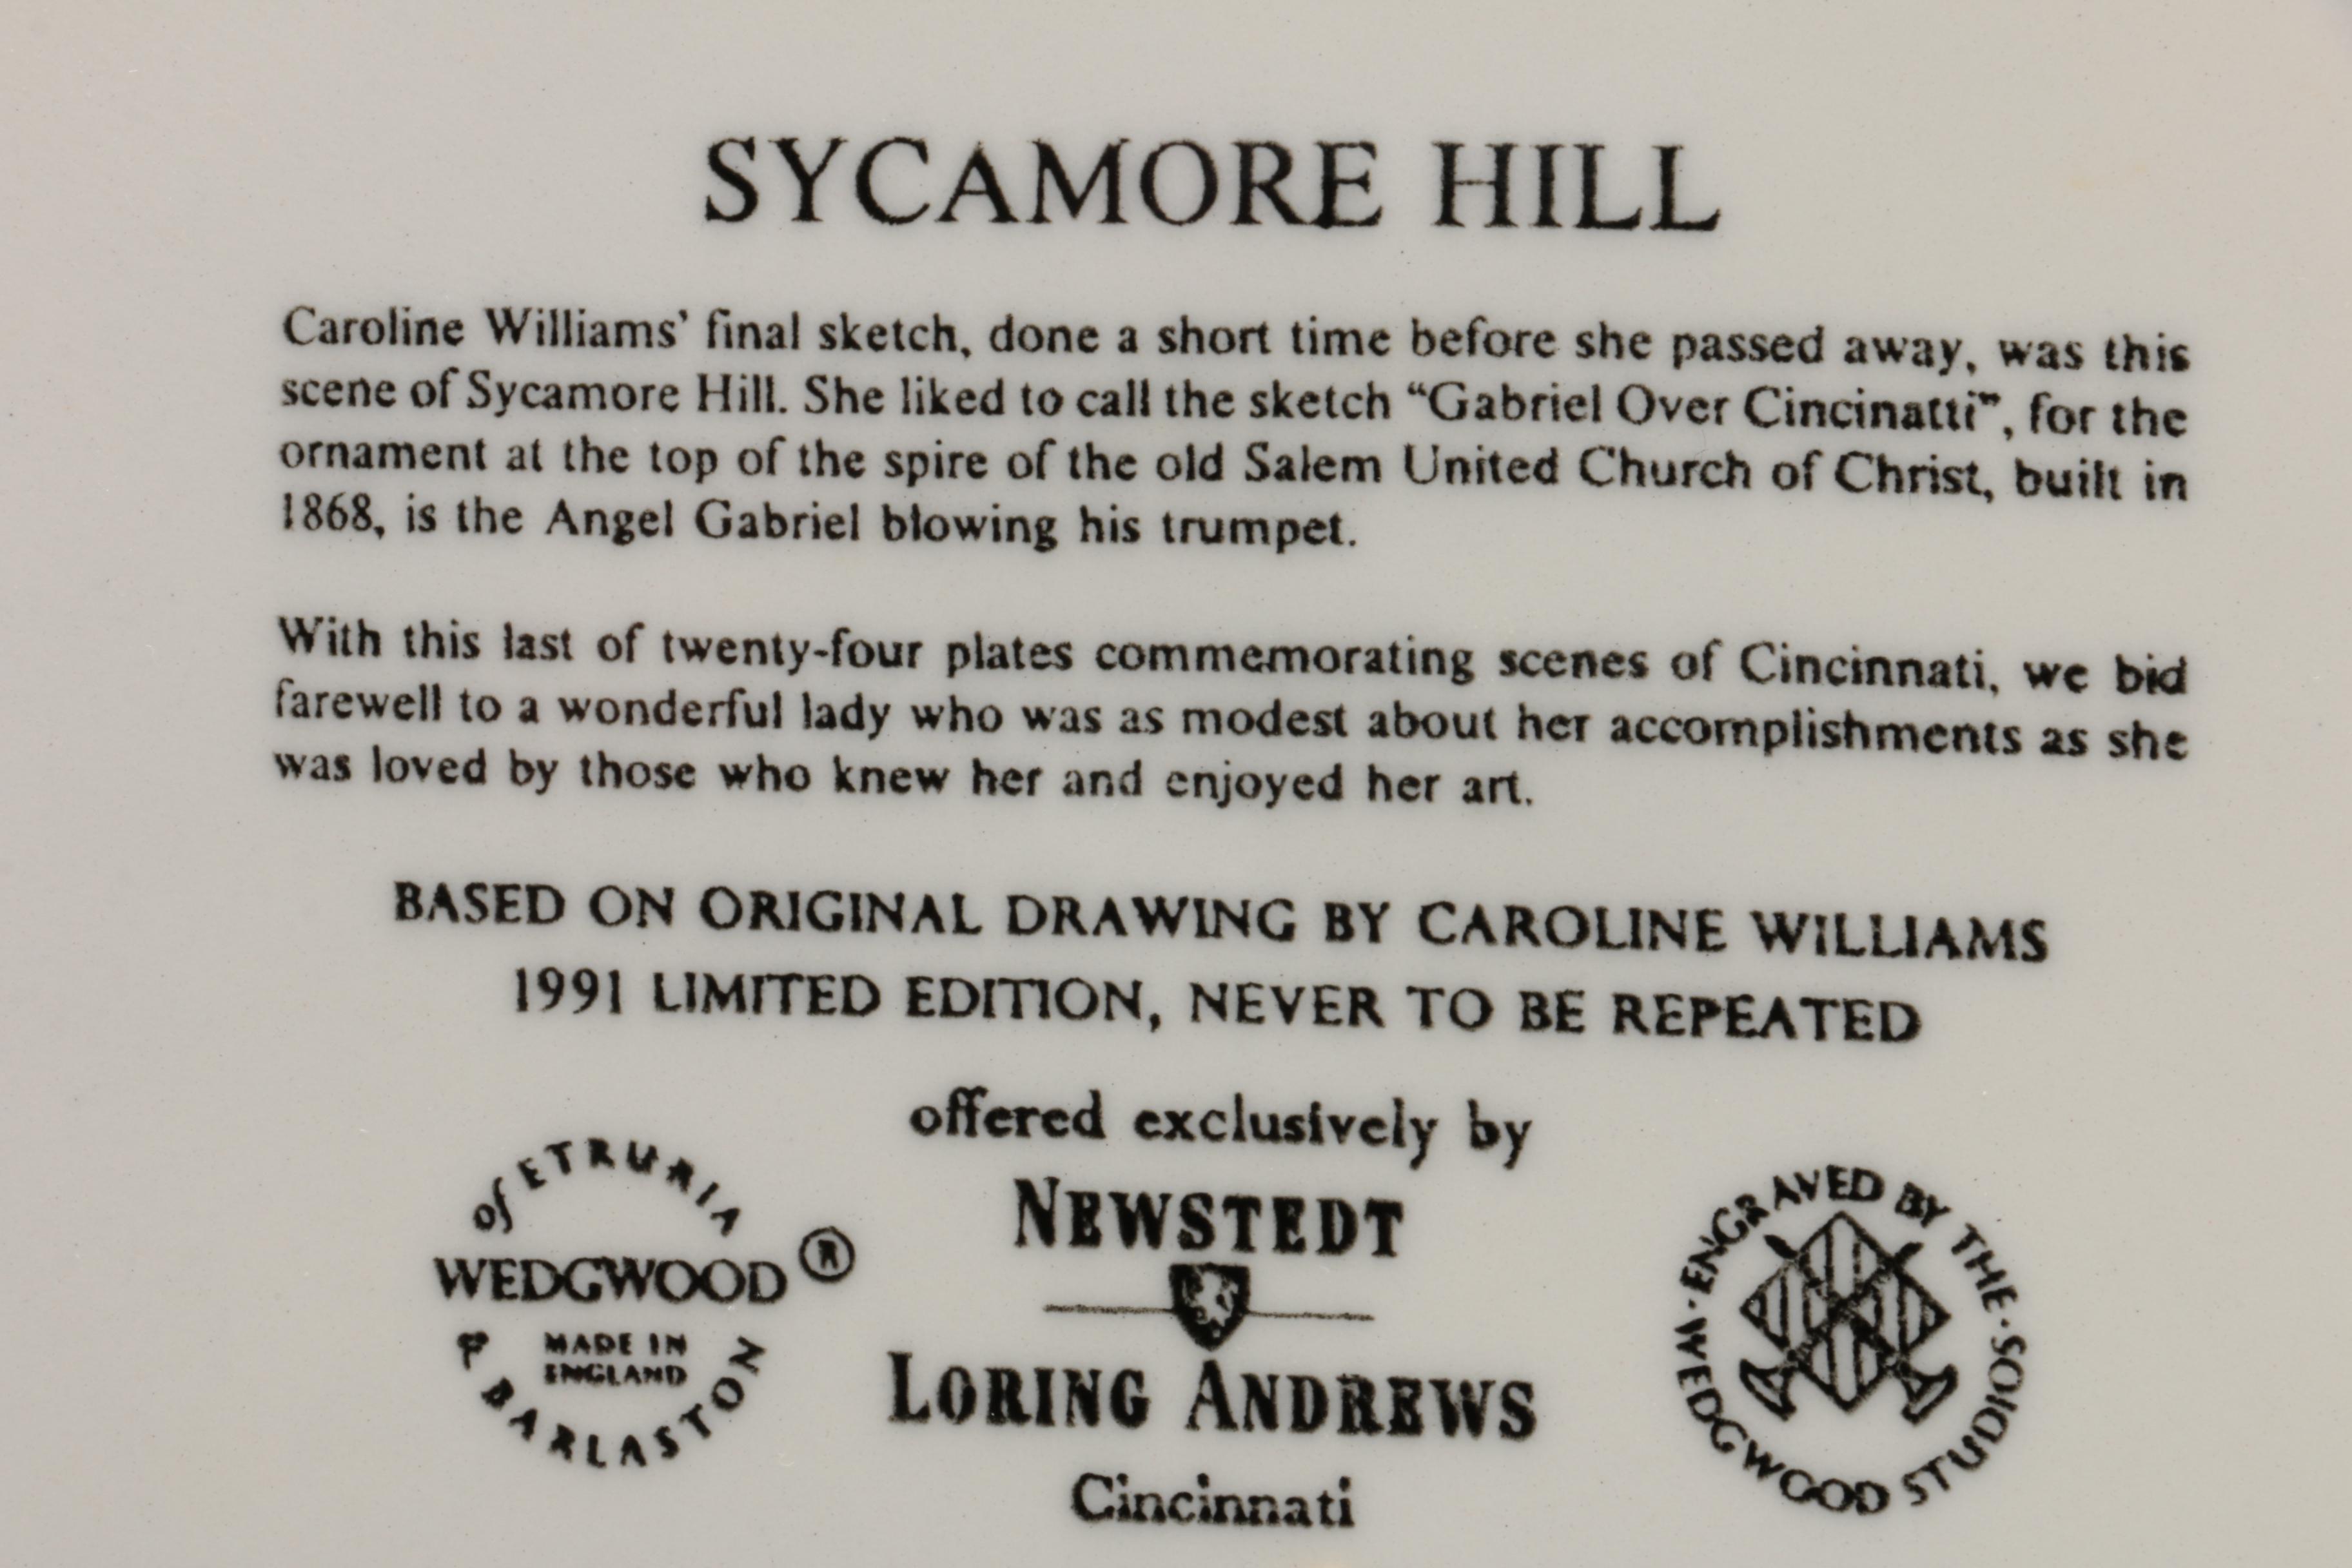 SYCAMORE HILL
Caroline Williams' final sketch, done a short time before she passed away, was this
scene of Sycamore Hill. She liked to call the sketch “Gabriel Over Cincinatti”, for the
ornament at the top of the spire of the old Salem United Church of Christ, built in
1868, is the Angel Gabriel blowing his trumpet.
With this last of twenty-four plates commemorating scenes of Cincinnati, we bid
farewell to a wonderful lady who was as modest about her accomplishments as she
was loved by those who knew her and enjoyed her art.
BASED ON ORIGINAL DRAWING BY CAROLINE WILLIAMS
1991 LIMITED EDITION, NEVER TO BE REPEATED
offered exclusively by
NEWSTEDT
LORING ANDREWS
Cincinnati
of ETRURIA
WEDGWOOD ®
MADE IN
ENGLAND
& BARLASTON
ENGRAVED BY THE · STUDIOS WEDGWOOD ·